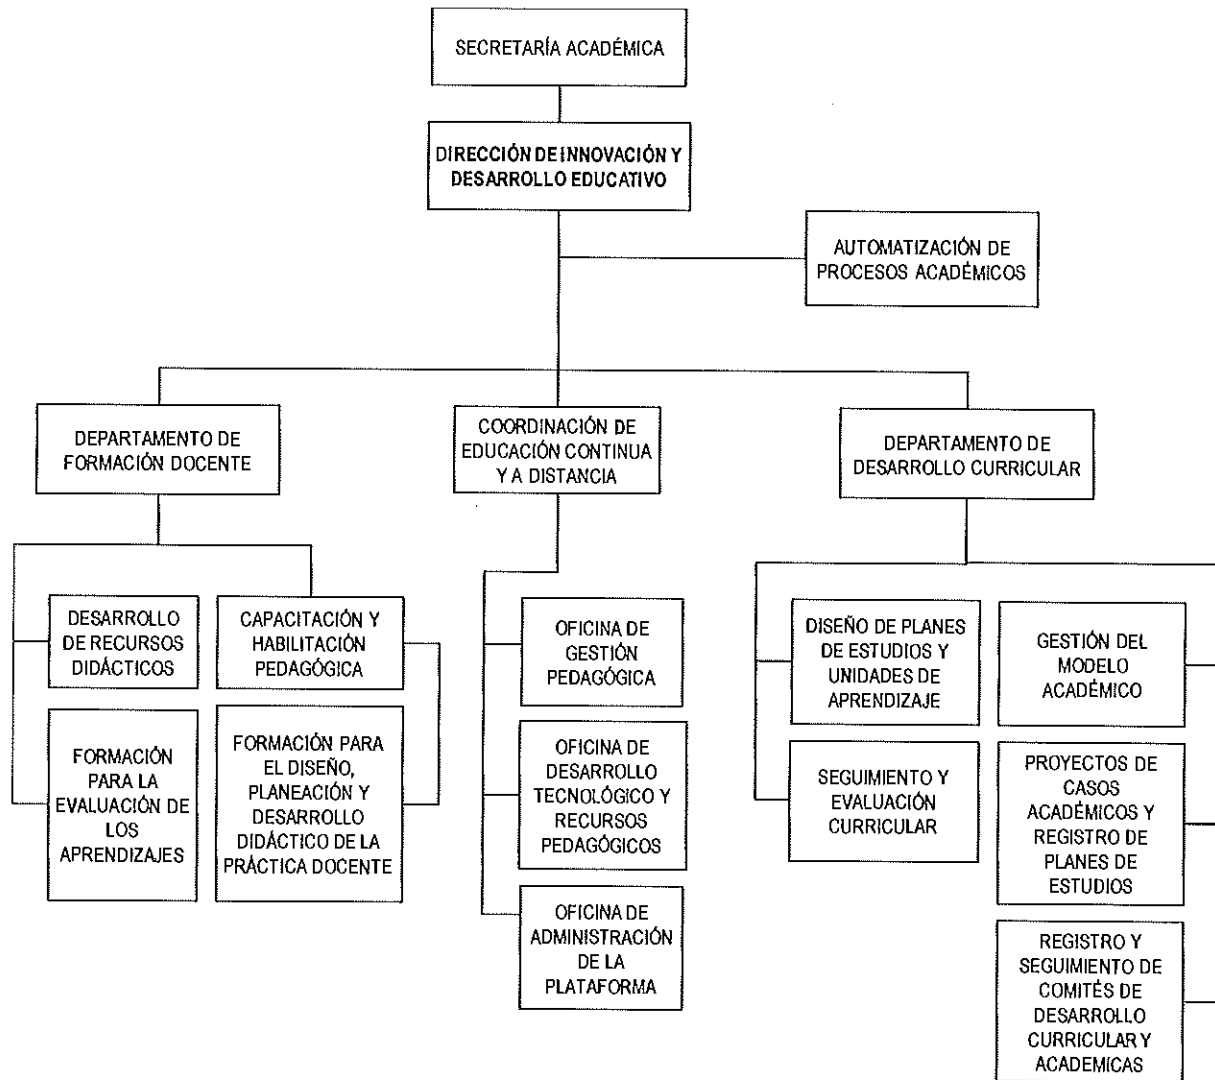 SECRETARÍA ACADÉMICA
DIRECCIÓN DE INNOVACIÓN Y
DESARROLLO EDUCATIVO
AUTOMATIZACIÓN DE
PROCESOS ACADÉMICOS
DEPARTAMENTO DE
FORMACIÓN DOCENTE
COORDINACIÓN DE
EDUCACIÓN CONTINUA
Y A DISTANCIA
DEPARTAMENTO DE
DESARROLLO CURRICULAR
DESARROLLO
DE RECURSOS
DIDÁCTICOS
CAPACITACIÓN Y
HABILITACIÓN
PEDAGÓGICA
FORMACIÓN
PARA LA
EVALUACIÓN DE
LOS
APRENDIZAJES
FORMACIÓN PARA
EL DISEÑO,
PLANEACIÓN Y
DESARROLLO
DIDÁCTICO DE LA
PRÁCTICA DOCENTE
OFICINA DE
GESTIÓN
PEDAGÓGICA
OFICINA DE
DESARROLLO
TECNOLÓGICO Y
RECURSOS
PEDAGÓGICOS
OFICINA DE
ADMINISTRACIÓN
DE LA
PLATAFORMA
DISEÑO DE PLANES
DE ESTUDIOS Y
UNIDADES DE
APRENDIZAJE
SEGUIMIENTO Y
EVALUACIÓN
CURRICULAR
GESTIÓN DEL
MODELO
ACADÉMICO
PROYECTOS DE
CASOS
ACADÉMICOS Y
REGISTRO DE
PLANES DE
ESTUDIOS
REGISTRO Y
SEGUIMIENTO DE
COMITÉS DE
DESARROLLO
CURRICULAR Y
ACADEMICAS